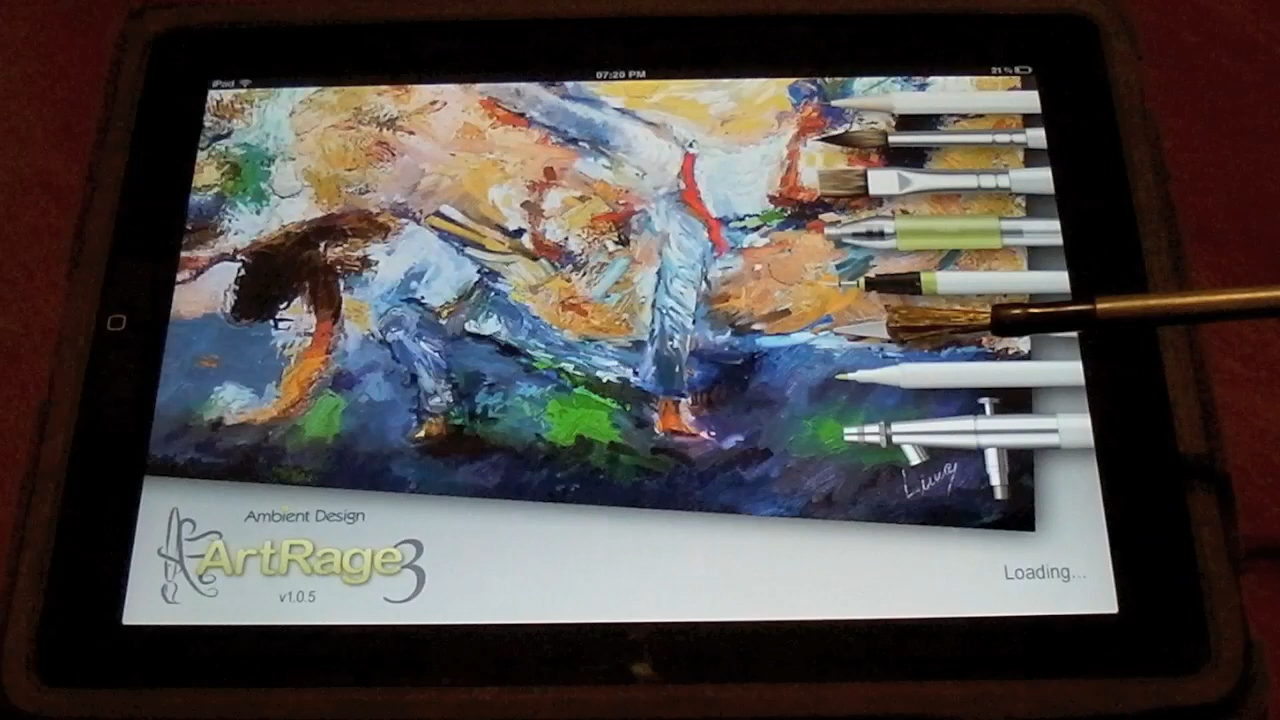 iPad 07:20 PM 21%
Ambient Design
ArtRage3
v1.0.5
Loading...